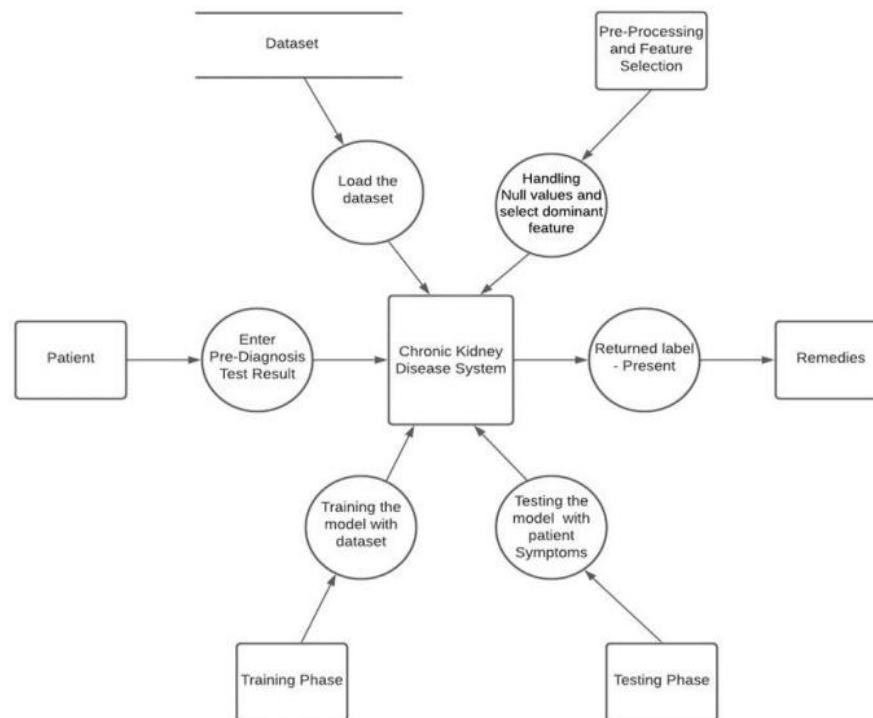 Dataset
Pre-Processing
and Feature
Selection
Load the
dataset
Handling
Null values and
select dominant
feature
Patient
Enter
Pre-Diagnosis
Test Result
Chronic Kidney
Disease System
Returned label
- Present
Remedies
Training the
model with
dataset
Testing the
model with
patient
Symptoms
Training Phase
Testing Phase